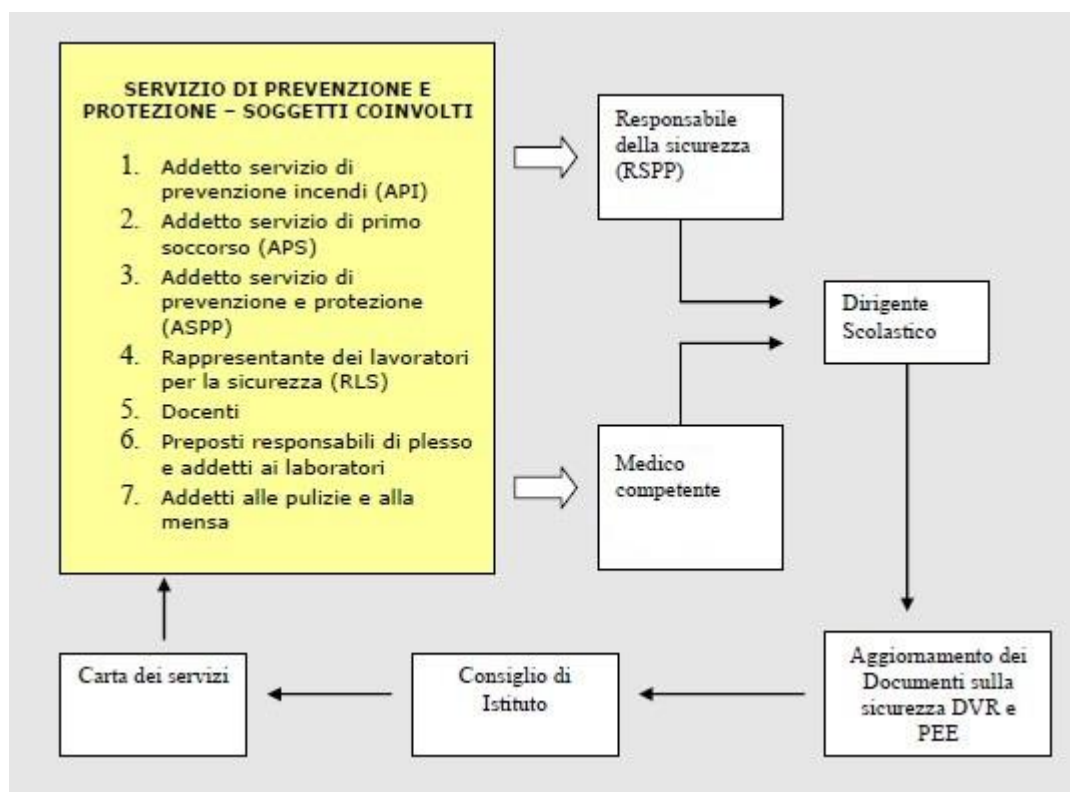 SERVIZIO DI PREVENZIONE E
PROTEZIONE – SOGGETTI COINVOLTI
1. Addetto servizio di
prevenzione incendi (API)
2. Addetto servizio di primo
soccorso (APS)
3. Addetto servizio di
prevenzione e protezione
(ASPP)
4. Rappresentante dei lavoratori
per la sicurezza (RLS)
5. Docenti
6. Preposti responsabili di plesso
e addetti ai laboratori
7. Addetti alle pulizie e alla
mensa
Responsabile
della sicurezza
(RSPP)
Medico
competente
Dirigente
Scolastico
Aggiornamento dei
Documenti sulla
sicurezza DVR e
PEE
Consiglio di
Istituto
Carta dei servizi